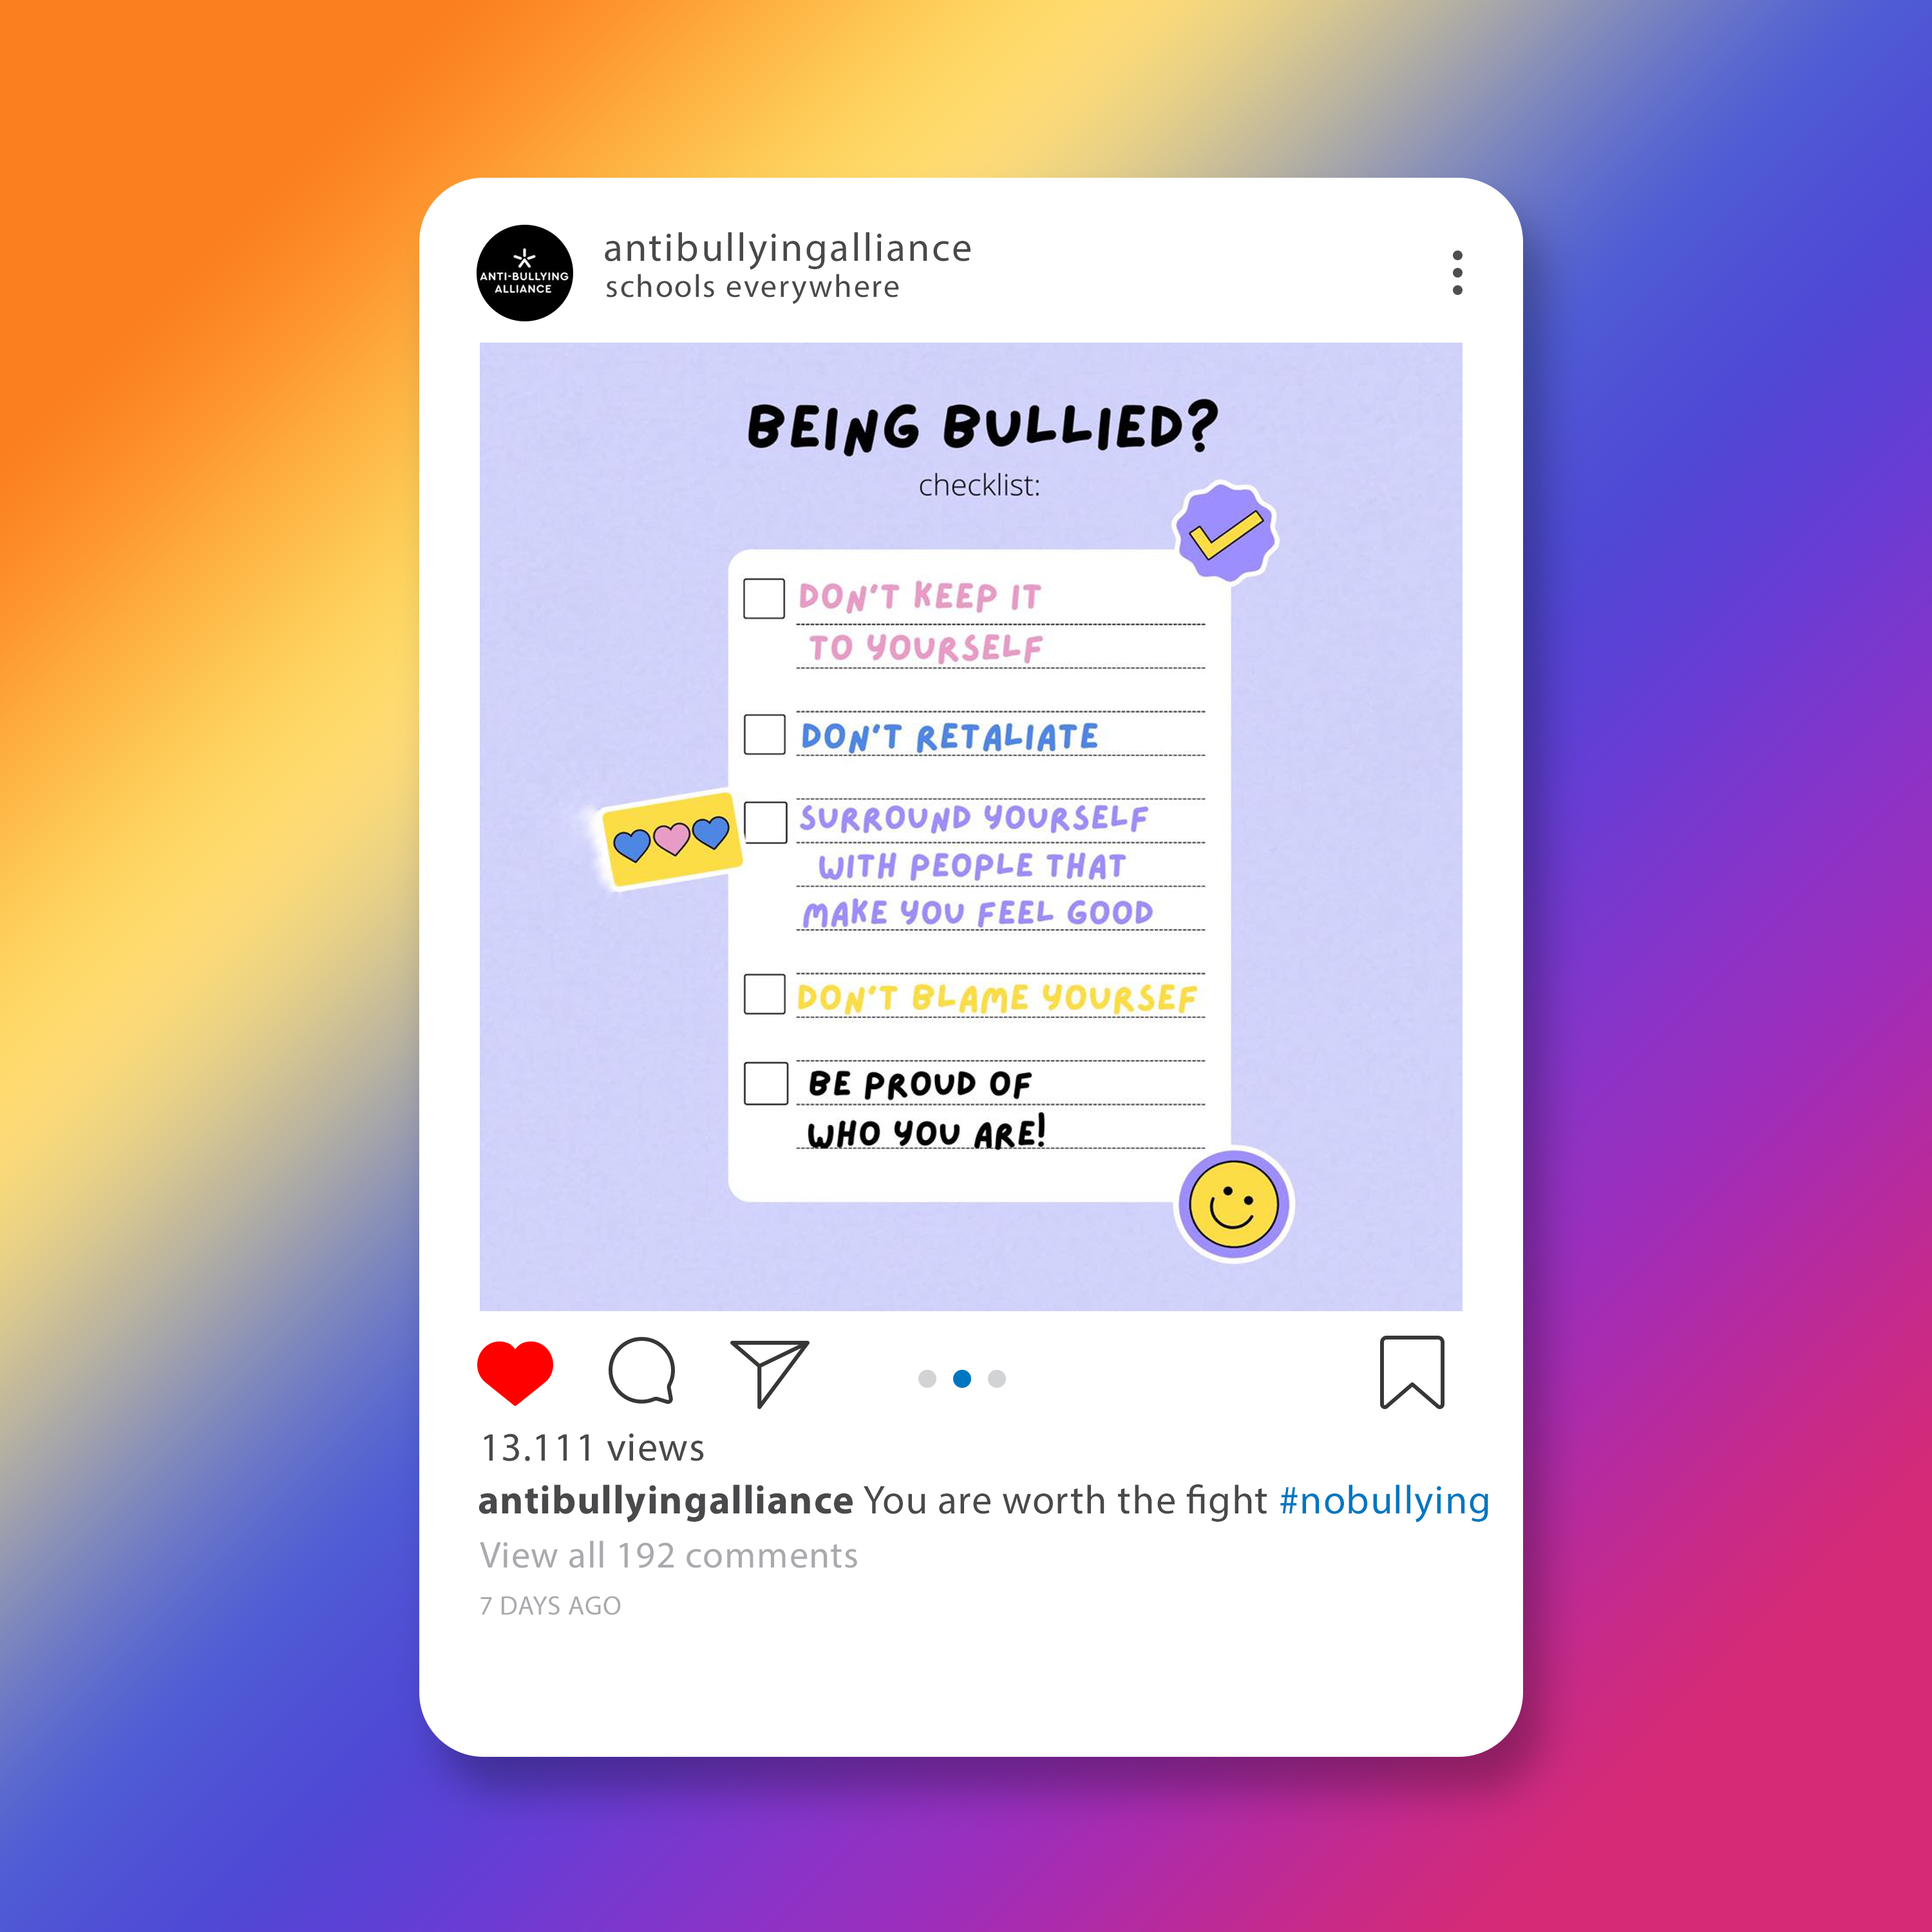 ANTI-BULLYING
ALLIANCE
antibullyingalliance
schools everywhere
BEING BULLIED?
checklist:
DON'T KEEP IT
TO YOURSELF
DON'T RETALIATE
SURROUND YOURSELF
WITH PEOPLE THAT
MAKE YOU FEEL GOOD
DON'T BLAME YOURSEF
BE PROUD OF
WHO YOU ARE!
13.111 views
antibullyingalliance You are worth the fight #nobullying
View all 192 comments
7 DAYS AGO